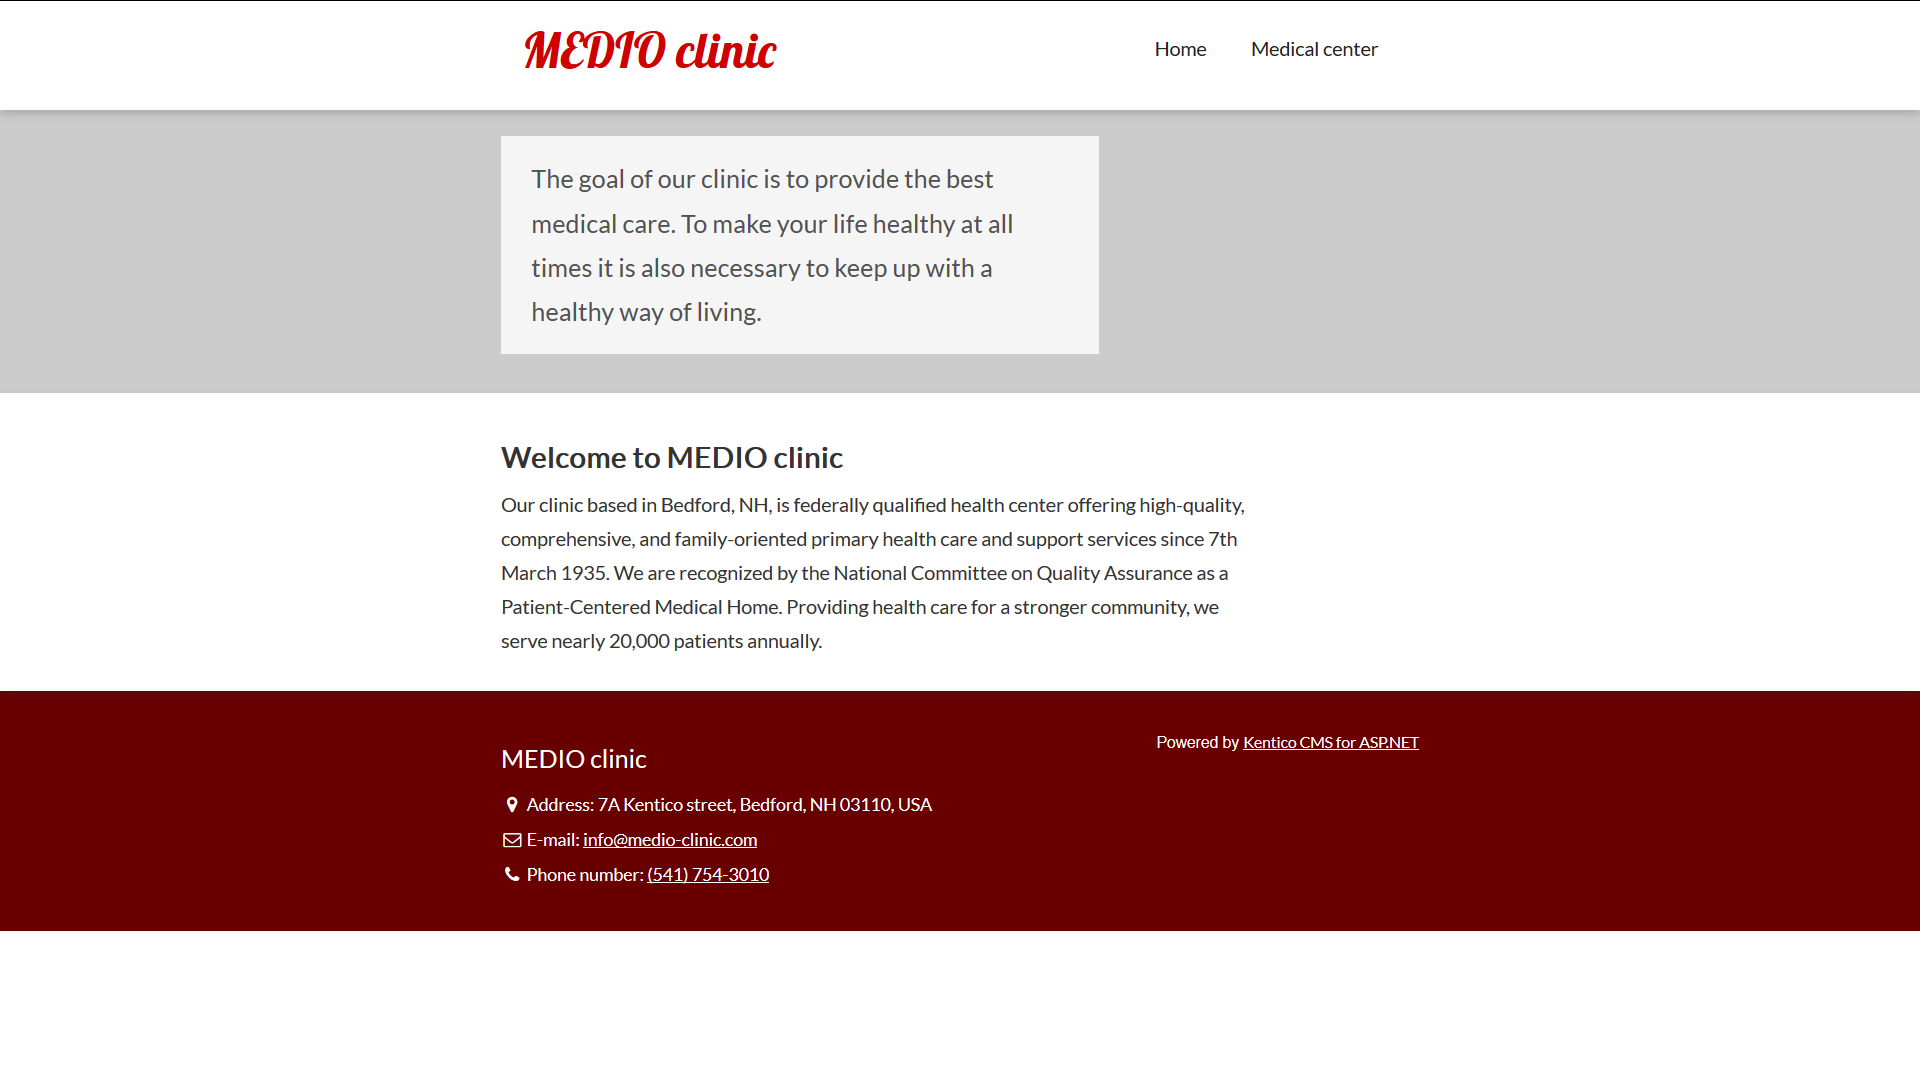 MEDIO clinic
Home
Medical center
The goal of our clinic is to provide the best
medical care. To make your life healthy at all
times it is also necessary to keep up with a
healthy way of living.
Welcome to MEDIO clinic
Our clinic based in Bedford, NH, is federally qualified health center offering high-quality,
comprehensive, and family-oriented primary health care and support services since 7th
March 1935. We are recognized by the National Committee on Quality Assurance as a
Patient-Centered Medical Home. Providing health care for a stronger community, we
serve nearly 20,000 patients annually.
MEDIO clinic
Address: 7A Kentico street, Bedford, NH 03110, USA
E-mail: info@medio-clinic.com
Phone number: (541) 754-3010
Powered by Kentico CMS for ASP.NET